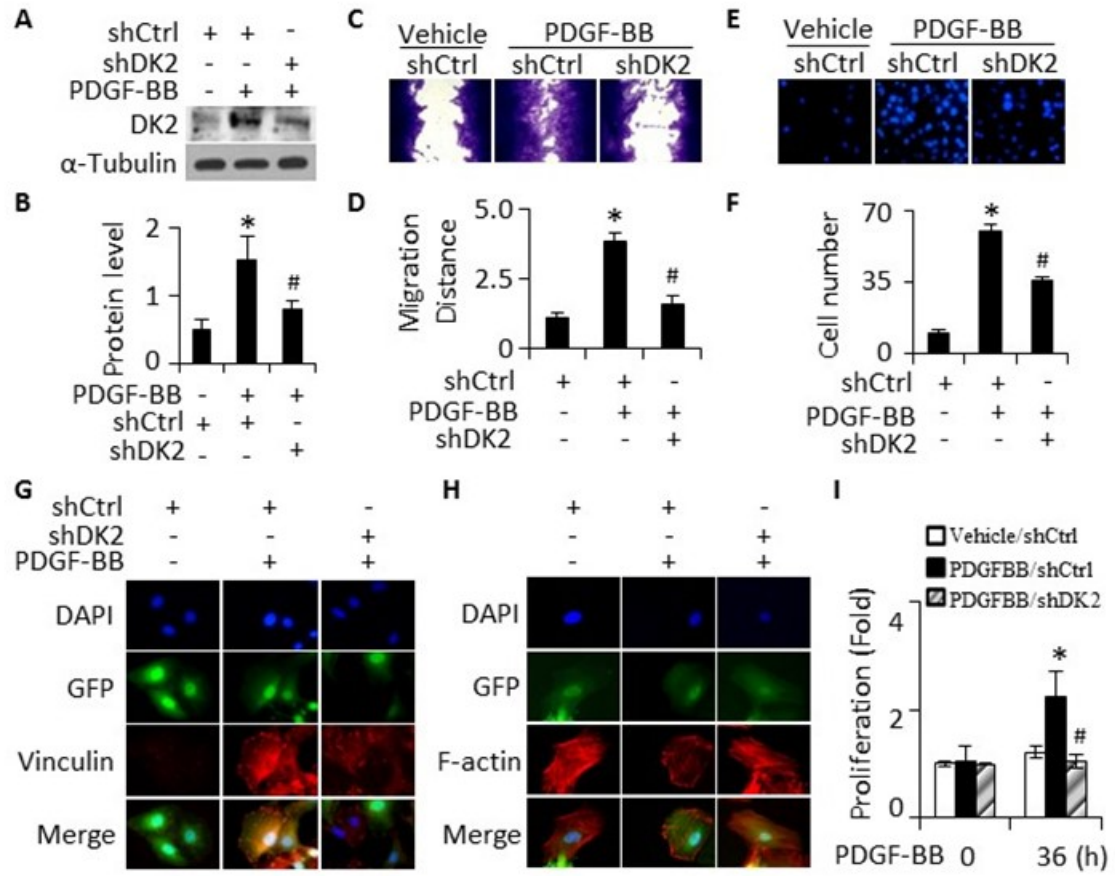 A
shCtrl + + -
shDK2 - - +
PDGF-BB - + +
DK2
α-Tubulin
B
Protein level
2
1
0
*
#
PDGF-BB - + +
shCtrl + + -
shDK2 - - +
C
Vehicle PDGF-BB
shCtrl shCtrl shDK2
D
Migration
Distance
5.0
2.5
0
*
#
shCtrl + + -
PDGF-BB - + +
shDK2 - - +
E
Vehicle PDGF-BB
shCtrl shCtrl shDK2
F
Cell number
70
35
0
*
#
shCtrl + + -
PDGF-BB - + +
shDK2 - - +
G
shCtrl + + -
shDK2 - - +
PDGF-BB - + +
DAPI
GFP
Vinculin
Merge
H
+ + -
- - +
- + +
DAPI
GFP
F-actin
Merge
I
Vehicle/shCtrl
PDGFBB/shCtrl
PDGFBB/shDK2
Proliferation (Fold)
4
2
0
*
#
PDGF-BB 0 36 (h)